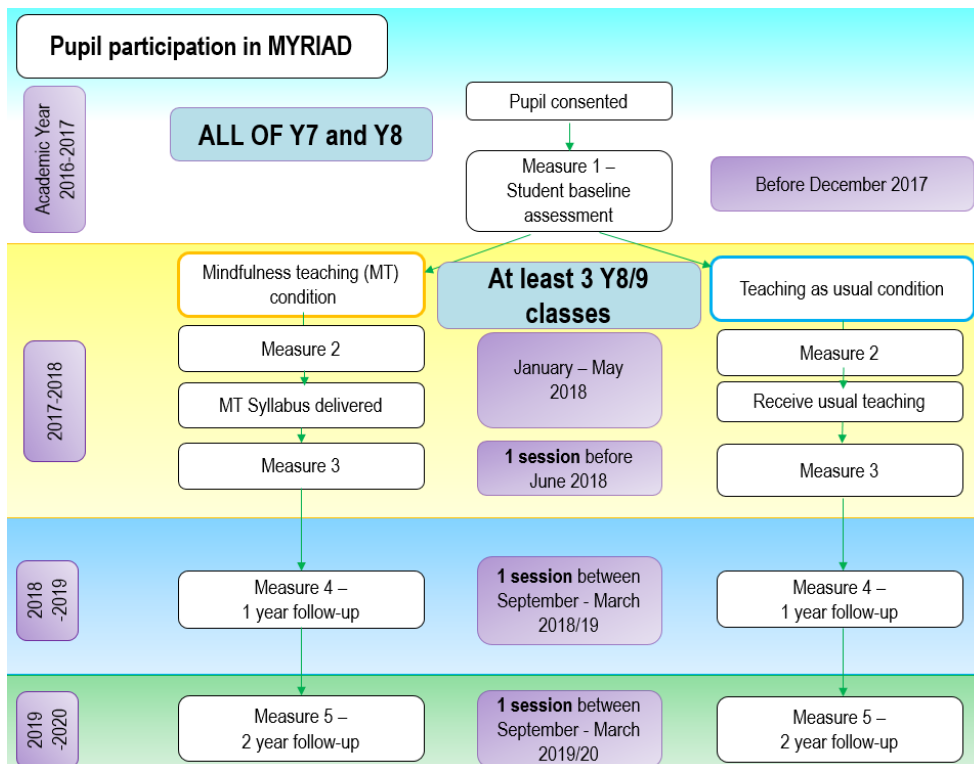 Pupil participation in MYRIAD
Academic Year
2016-2017
ALL OF Y7 and Y8
Pupil consented
Measure 1 –
Student baseline
assessment
Before December 2017
2017-2018
Mindfulness teaching (MT)
condition
At least 3 Y8/9
classes
Teaching as usual condition
Measure 2
January – May
2018
Measure 2
MT Syllabus delivered
Receive usual teaching
Measure 3
1 session before
June 2018
Measure 3
2018
-2019
Measure 4 –
1 year follow-up
1 session between
September - March
2018/19
Measure 4 –
1 year follow-up
2019
-2020
Measure 5 –
2 year follow-up
1 session between
September - March
2019/20
Measure 5 –
2 year follow-up